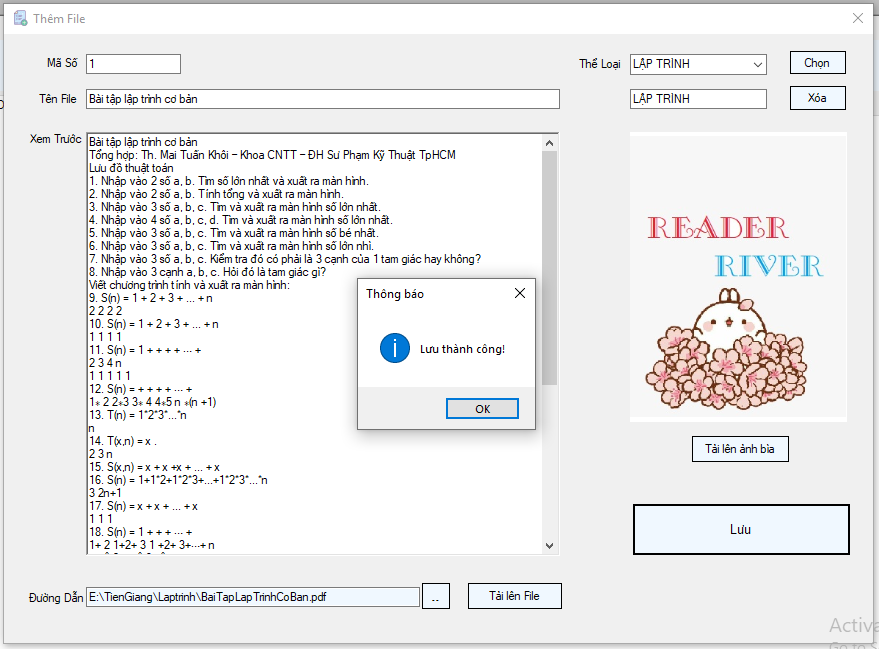 Thêm File
Mã Số 1 Thể Loại LẬP TRÌNH Chọn
Tên File Bài tập lập trình cơ bản LẬP TRÌNH Xóa
Xem Trước
Bài tập lập trình cơ bản
Tổng hợp: Th. Mai Tuấn Khôi – Khoa CNTT – ĐH Sư Phạm Kỹ Thuật TpHCM
Lưu đồ thuật toán
1. Nhập vào 2 số a, b. Tìm số lớn nhất và xuất ra màn hình.
2. Nhập vào 2 số a, b. Tính tổng và xuất ra màn hình.
3. Nhập vào 3 số a, b, c. Tìm và xuất ra màn hình số lớn nhất.
4. Nhập vào 4 số a, b, c, d. Tìm và xuất ra màn hình số lớn nhất.
5. Nhập vào 3 số a, b, c. Tìm và xuất ra màn hình số bé nhất.
6. Nhập vào 3 số a, b, c. Tìm và xuất ra màn hình số lớn nhì.
7. Nhập vào 3 số a, b, c. Kiểm tra đó có phải là 3 cạnh của 1 tam giác hay không?
8. Nhập vào 3 cạnh a, b, c. Hỏi đó là tam giác gì?
Viết chương trình tính và xuất ra màn hình:
9. S(n) = 1 + 2 + 3 + ... + n
2 2 2 2
10. S(n) = 1 + 2 + 3 + ... + n
1 1 1 1
11. S(n) = 1 + + + + ··· +
2 3 4 n
1 1 1 1 1
12. S(n) = + + + + ··· +
1* 2 2*3 3* 4 4*5 n *(n +1)
13. T(n) = 1*2*3*...*n
n
14. T(x,n) = x .
2 3 n
15. S(x,n) = x + x +x + ... + x
16. S(n) = 1+1*2+1*2*3+...+1*2*3*...*n
3 2n+1
17. S(n) = x + x + ... + x
1 1 1
18. S(n) = 1 + + + ··· +
1+ 2 1+2+ 3 1 +2+ 3+···+ n
READER
RIVER
Thông báo
Lưu thành công!
OK
Tải lên ảnh bìa
Lưu
Đường Dẫn E:\TienGiang\Laptrinh\BaiTapLapTrinhCoBan.pdf .. Tải lên File